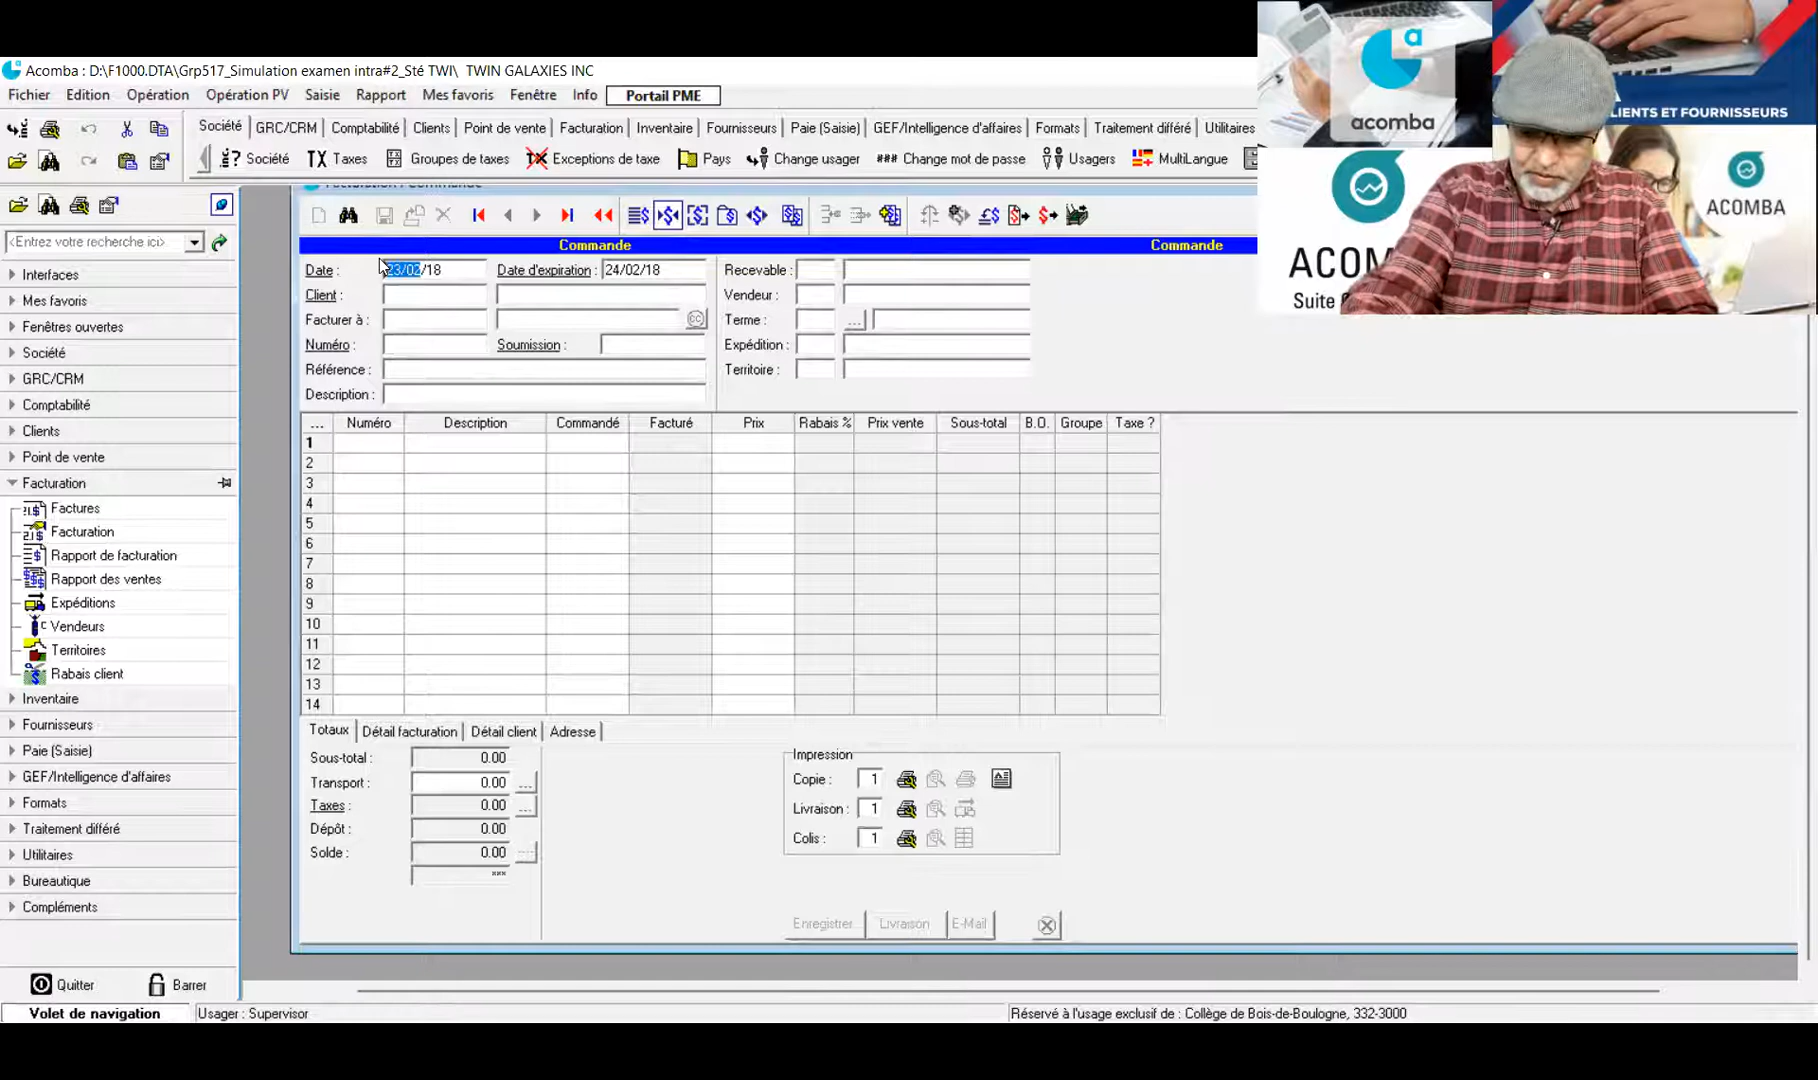 Acomba : D:\F1000.DTA\Grp517_Simulation examen intra#2_Sté TWI\ TWIN GALAXIES INC
Fichier Edition Opération Opération PV Saisie Rapport Mes favoris Fenêtre Info Portail PME
Société GRC/CRM Comptabilité Clients Point de vente Facturation Inventaire Fournisseurs Paie (Saisie) GEF/Intelligence d'affaires Formats Traitement différé Utilitaires
Société TX Taxes Groupes de taxes Exceptions de taxe Pays Change usager ### Change mot de passe Usagers MultiLangue
acomba
LIENTS ET FOURNISSEURS
ACOMBA
Suite
ACOMBA
<Entrez votre recherche ici>
Interfaces
Mes favoris
Fenêtres ouvertes
Société
GRC/CRM
Comptabilité
Clients
Point de vente
Facturation
Factures
Facturation
Rapport de facturation
Rapport des ventes
Expéditions
Vendeurs
Territoires
Rabais client
Inventaire
Fournisseurs
Paie (Saisie)
GEF/Intelligence d'affaires
Formats
Traitement différé
Utilitaires
Bureautique
Compléments
Quitter Barrer
Volet de navigation
Facturation : Commande
Commande Commande
Date : 23/02/18 Date d'expiration : 24/02/18 Recevable :
Client : Vendeur :
Facturer à : Terme : ...
Numéro : Soumission : Expédition :
Référence : Territoire :
Description :
... Numéro Description Commandé Facturé Prix Rabais % Prix vente Sous-total B.O. Groupe Taxe ?
1
2
3
4
5
6
7
8
9
10
11
12
13
14
Totaux Détail facturation Détail client Adresse
Sous-total : 0.00
Transport : 0.00 ...
Taxes : 0.00 ...
Dépôt : 0.00
Solde : 0.00 ...
***
Impression
Copie : 1
Livraison : 1
Colis : 1
Enregistrer Livraison E-Mail
Usager : Supervisor
Réservé à l'usage exclusif de : Collège de Bois-de-Boulogne, 332-3000